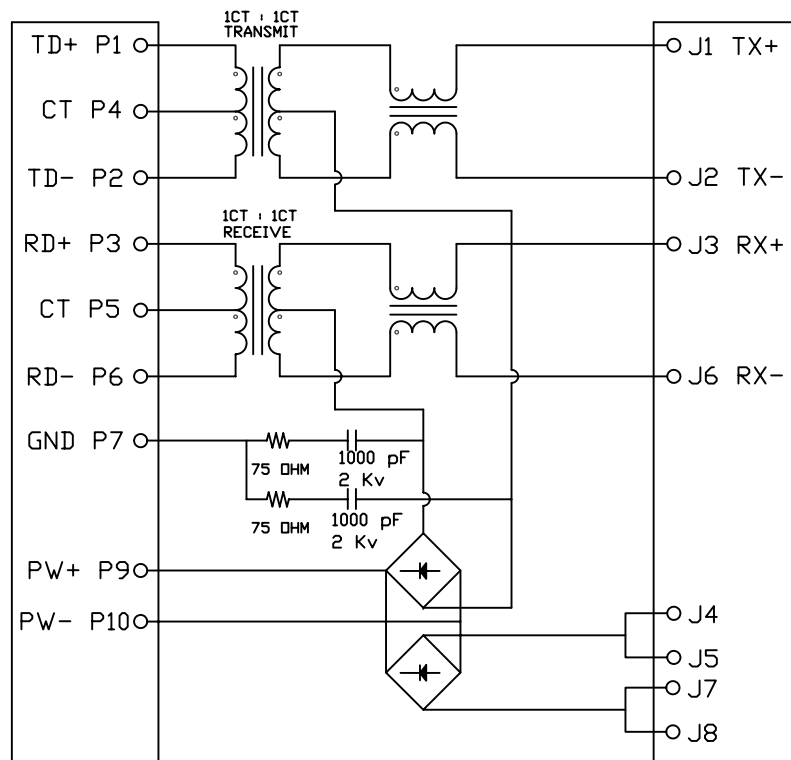 1CT : 1CT
TRANSMIT
TD+ P1
J1 TX+
CT P4
TD- P2
J2 TX-
1CT : 1CT
RECEIVE
RD+ P3
J3 RX+
CT P5
RD- P6
J6 RX-
GND P7
75 OHM
1000 pF
2 Kv
75 OHM
1000 pF
2 Kv
PW+ P9
PW- P10
J4
J5
J7
J8